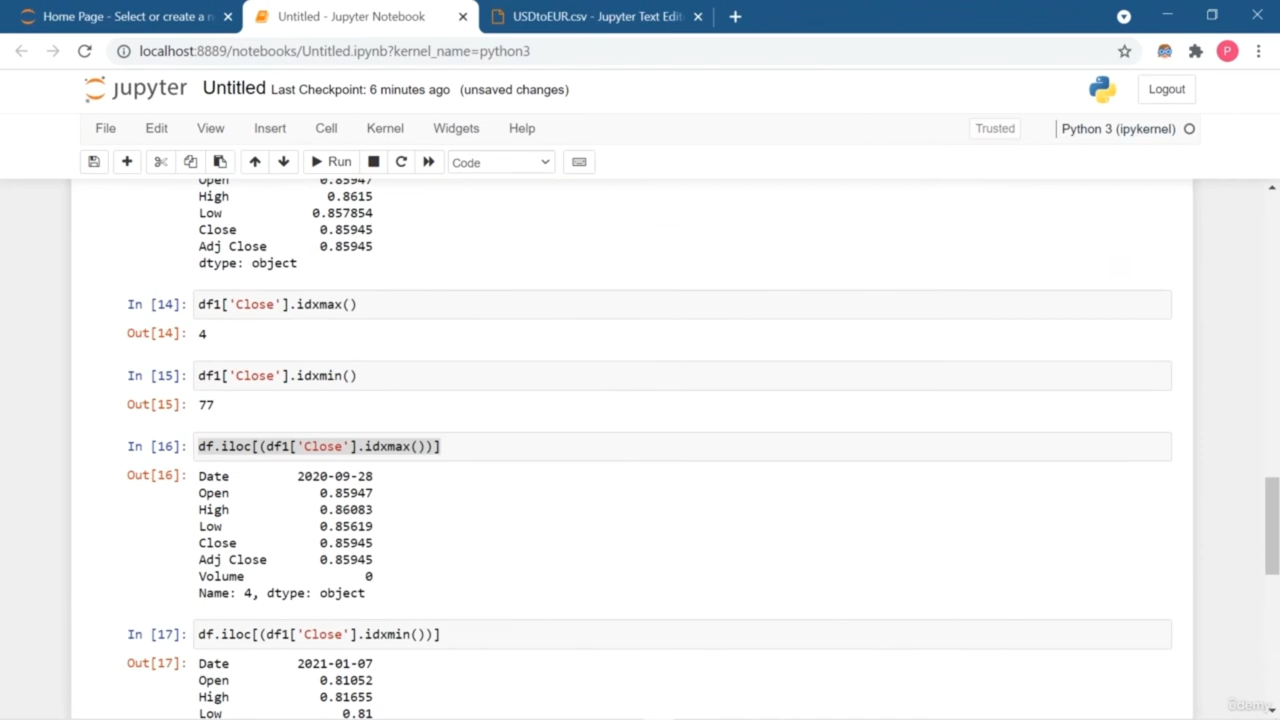 Home Page - Select or create a n
Untitled - Jupyter Notebook
USDtoEUR.csv - Jupyter Text Edit
localhost:8889/notebooks/Untitled.ipynb?kernel_name=python3
P
jupyter Untitled Last Checkpoint: 6 minutes ago (unsaved changes)
Logout
File Edit View Insert Cell Kernel Widgets Help
Trusted
Python 3 (ipykernel)
Run
Code
Open 0.85947
High 0.8615
Low 0.857854
Close 0.85945
Adj Close 0.85945
dtype: object
In [14]: df1['Close'].idxmax()
Out[14]: 4
In [15]: df1['Close'].idxmin()
Out[15]: 77
In [16]: df.iloc[(df1['Close'].idxmax())]
Out[16]: Date 2020-09-28
Open 0.85947
High 0.86083
Low 0.85619
Close 0.85945
Adj Close 0.85945
Volume 0
Name: 4, dtype: object
In [17]: df.iloc[(df1['Close'].idxmin())]
Out[17]: Date 2021-01-07
Open 0.81052
High 0.81655
Low 0.81
ûdemy